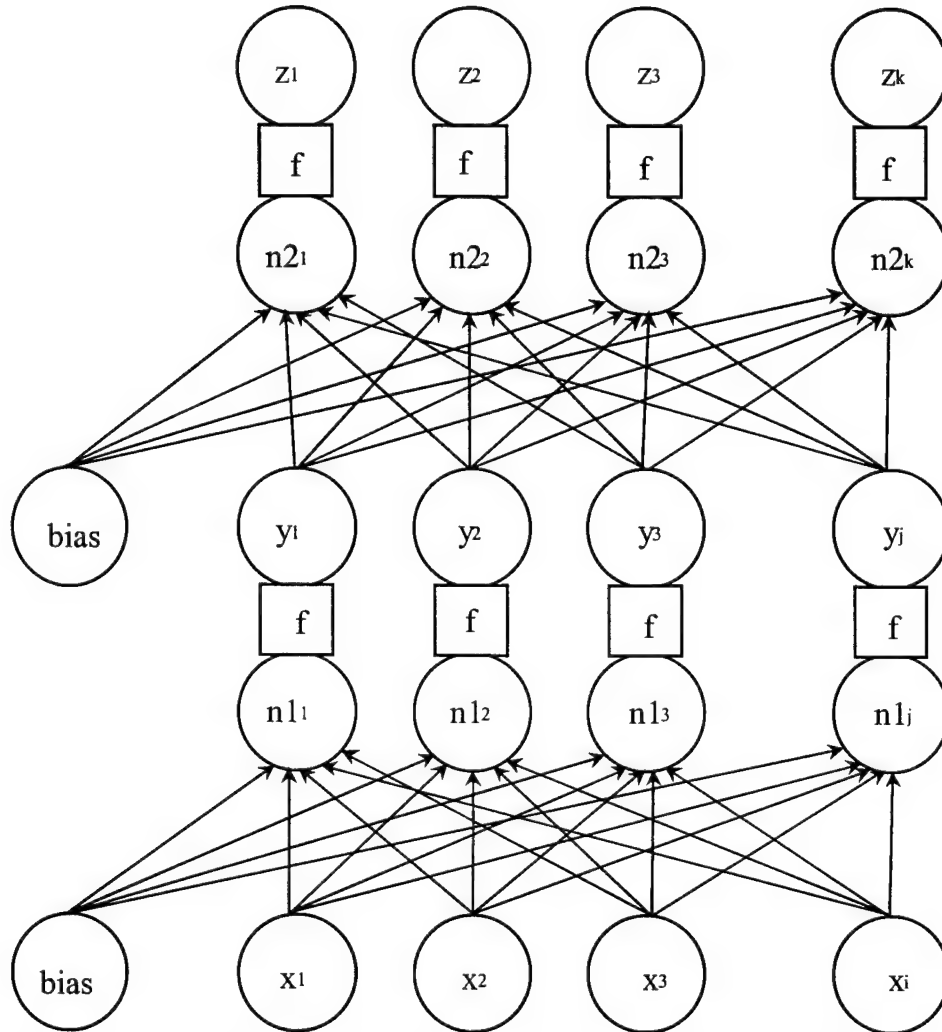 z1 z2 z3 zk
f f f f
n21 n22 n23 n2k
bias y1 y2 y3 yj
f f f f
n11 n12 n13 n1j
bias x1 x2 x3 xi